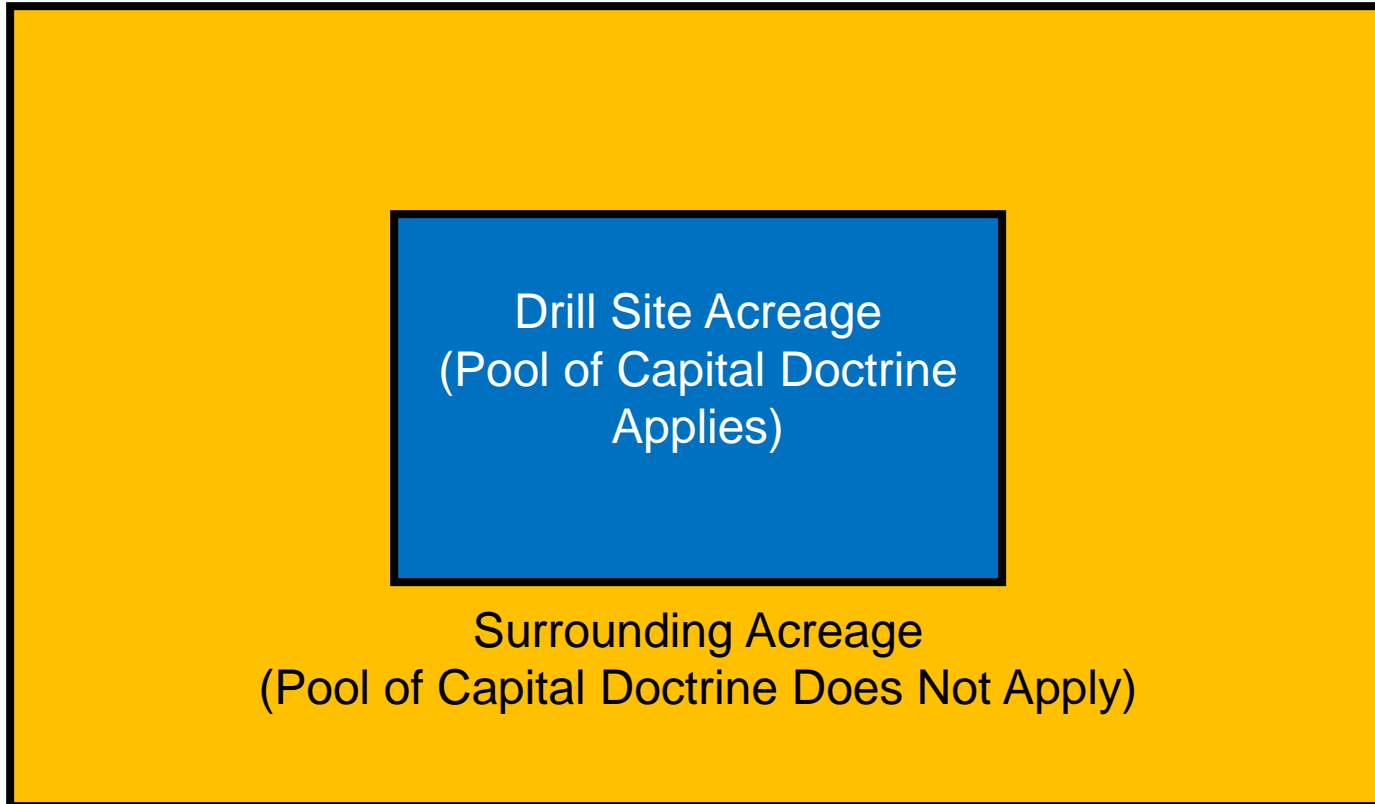 Drill Site Acreage
(Pool of Capital Doctrine
Applies)
Surrounding Acreage
(Pool of Capital Doctrine Does Not Apply)